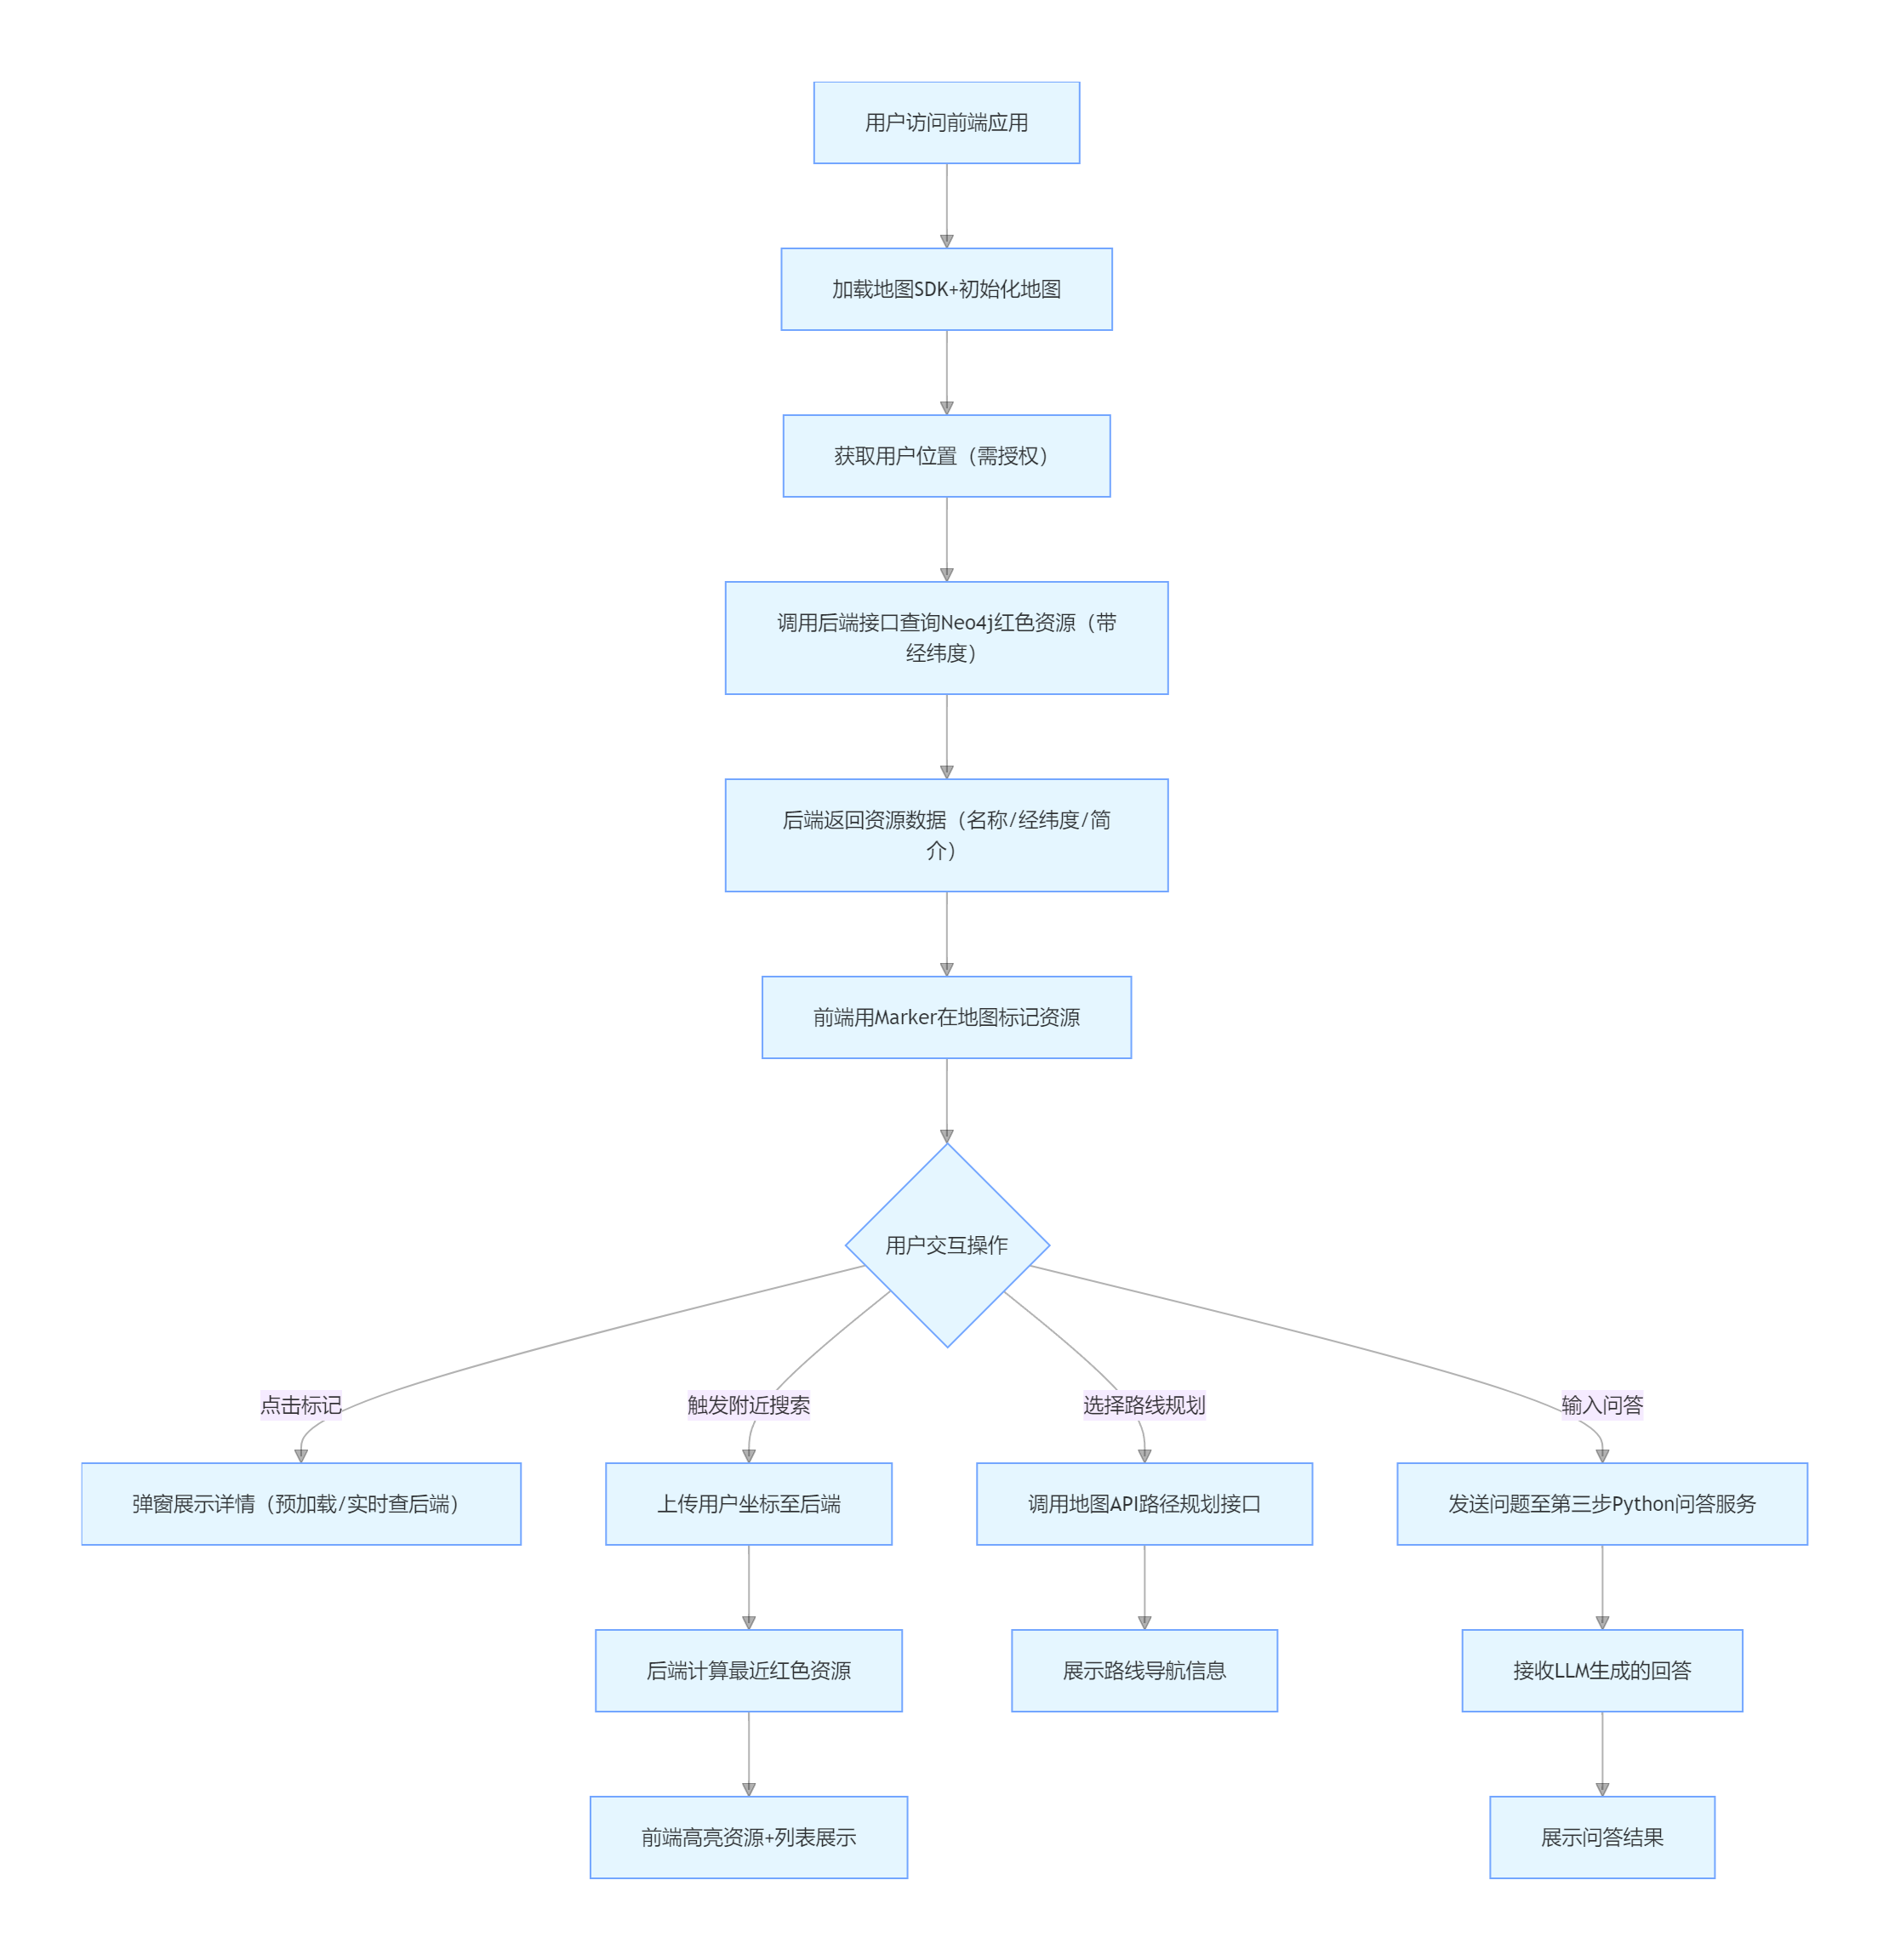 用户访问前端应用
加载地图SDK+初始化地图
获取用户位置（需授权）
调用后端接口查询Neo4j红色资源（带
经纬度）
后端返回资源数据（名称/经纬度/简
介）
前端用Marker在地图标记资源
用户交互操作
点击标记
触发附近搜索
选择路线规划
输入问答
弹窗展示详情（预加载/实时查后端）
上传用户坐标至后端
调用地图API路径规划接口
发送问题至第三步Python问答服务
后端计算最近红色资源
展示路线导航信息
接收LLM生成的回答
前端高亮资源+列表展示
展示问答结果